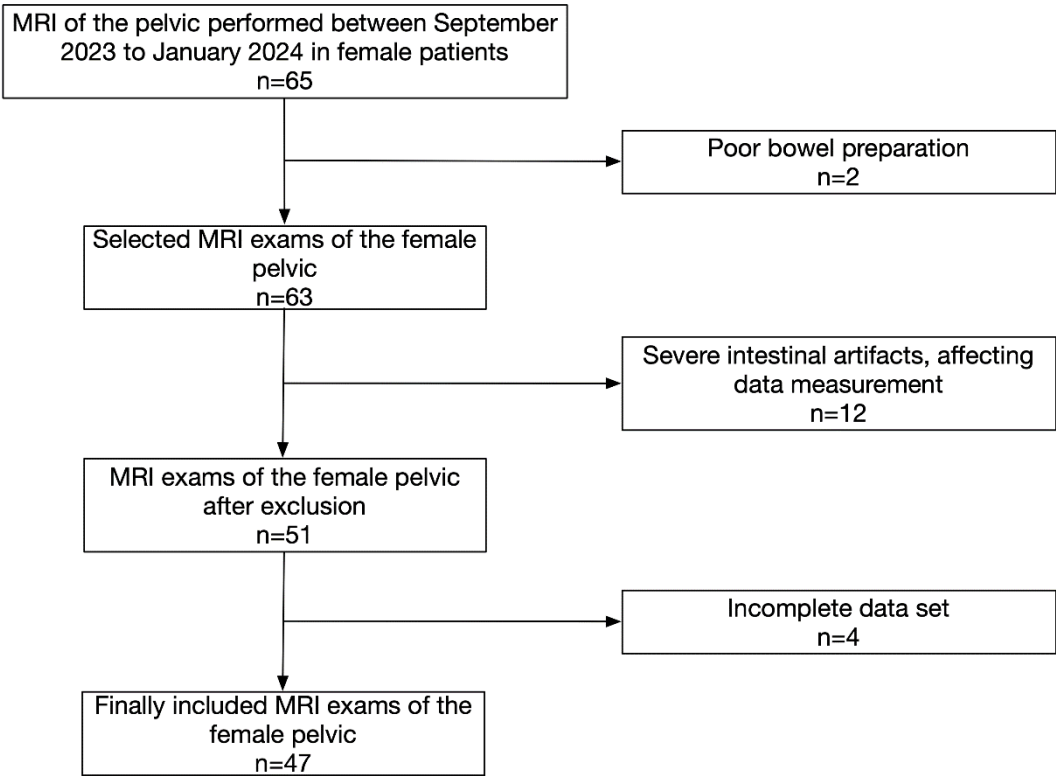 MRI of the pelvic performed between September
2023 to January 2024 in female patients
n=65
Poor bowel preparation
n=2
Selected MRI exams of the female
pelvic
n=63
Severe intestinal artifacts, affecting
data measurement
n=12
MRI exams of the female pelvic
after exclusion
n=51
Incomplete data set
n=4
Finally included MRI exams of the
female pelvic
n=47